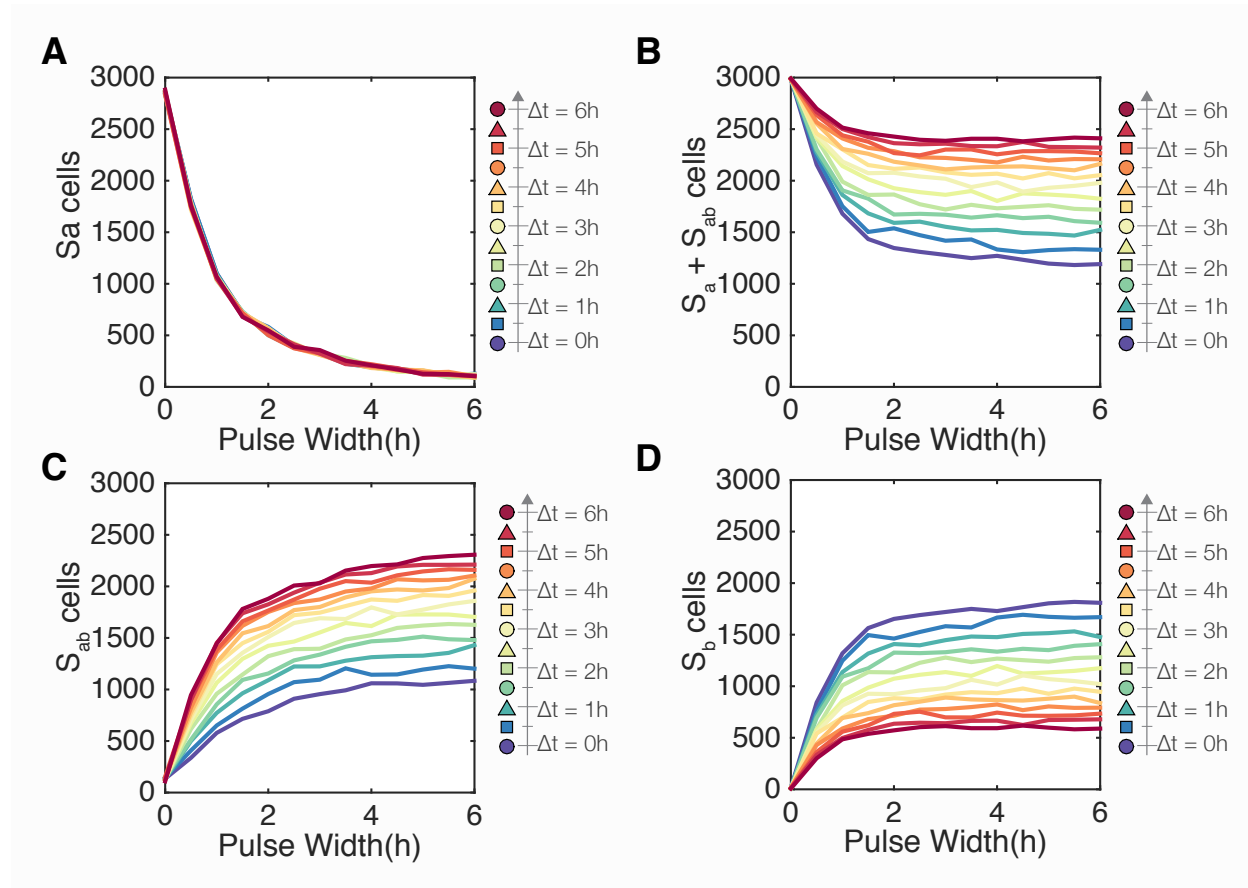 A
3000
2500
2000
1500
1000
500
0
Sa cells
0 2 4 6
Pulse Width(h)
Δt = 6h
Δt = 5h
Δt = 4h
Δt = 3h
Δt = 2h
Δt = 1h
Δt = 0h
B
3000
2500
2000
1500
1000
500
0
Sa + Sab cells
0 2 4 6
Pulse Width(h)
Δt = 6h
Δt = 5h
Δt = 4h
Δt = 3h
Δt = 2h
Δt = 1h
Δt = 0h
C
3000
2500
2000
1500
1000
500
0
Sab cells
0 2 4 6
Pulse Width(h)
Δt = 6h
Δt = 5h
Δt = 4h
Δt = 3h
Δt = 2h
Δt = 1h
Δt = 0h
D
3000
2500
2000
1500
1000
500
0
Sb cells
0 2 4 6
Pulse Width(h)
Δt = 6h
Δt = 5h
Δt = 4h
Δt = 3h
Δt = 2h
Δt = 1h
Δt = 0h